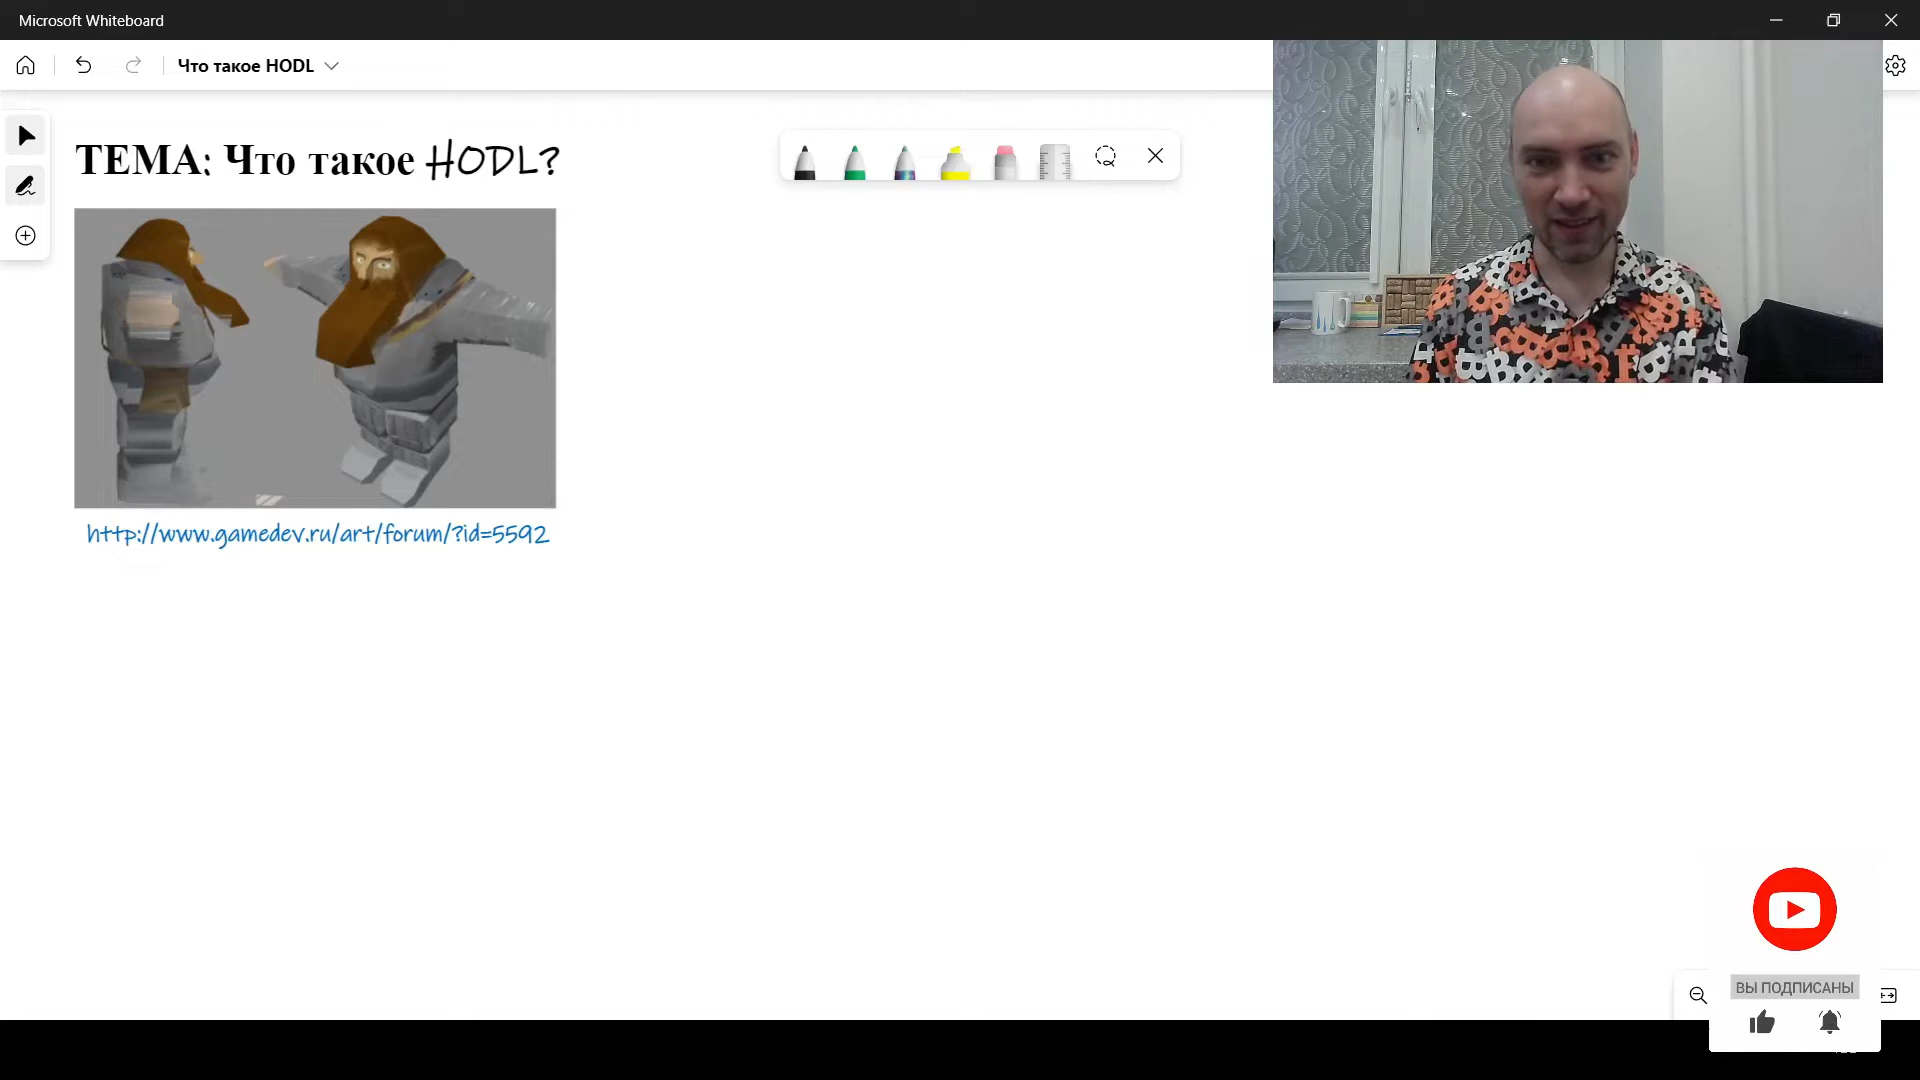 Microsoft Whiteboard
Что такое HODL
ТЕМА: Что такое HODL?
http://www.gamedev.ru/art/forum/?id=5592
ВЫ ПОДПИСАНЫ